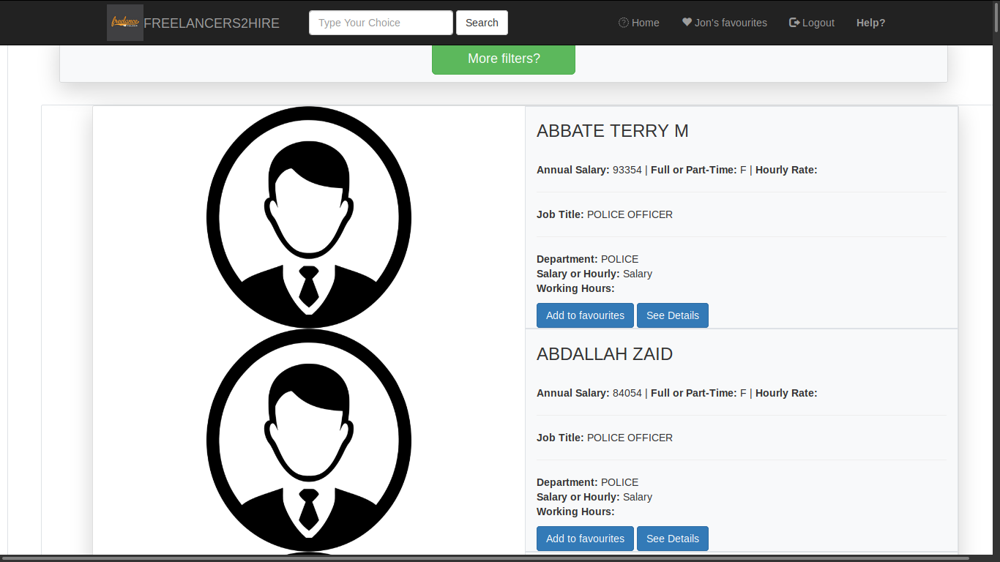 freelance
FREELANCERS2HIRE
Type Your Choice
Search
Home
Jon's favourites
Logout
Help?
More filters?
ABBATE TERRY M
Annual Salary: 93354 | Full or Part-Time: F | Hourly Rate:
Job Title: POLICE OFFICER
Department: POLICE
Salary or Hourly: Salary
Working Hours:
Add to favourites
See Details
ABDALLAH ZAID
Annual Salary: 84054 | Full or Part-Time: F | Hourly Rate:
Job Title: POLICE OFFICER
Department: POLICE
Salary or Hourly: Salary
Working Hours:
Add to favourites
See Details